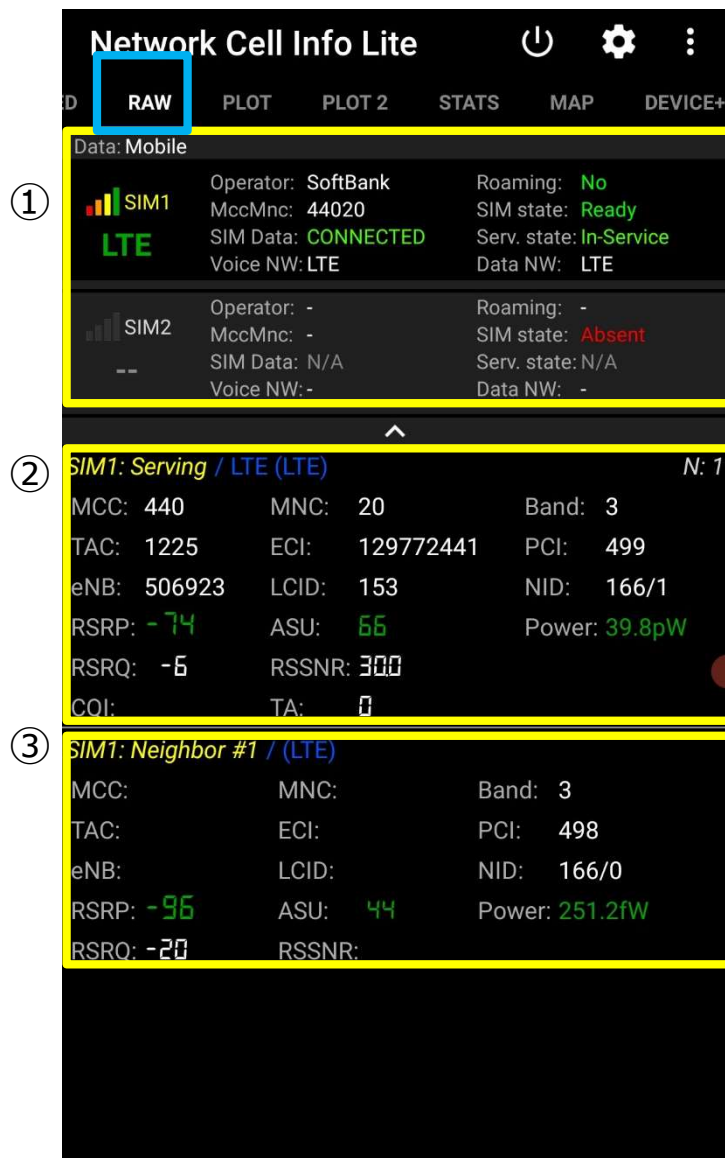 Network Cell Info Lite
ED RAW PLOT PLOT 2 STATS MAP DEVICE+
Data: Mobile
①
SIM1
LTE
Operator: SoftBank Roaming: No
MccMnc: 44020 SIM state: Ready
SIM Data: CONNECTED Serv. state: In-Service
Voice NW: LTE Data NW: LTE
SIM2
--
Operator: - Roaming: -
MccMnc: - SIM state: Absent
SIM Data: N/A Serv. state: N/A
Voice NW: - Data NW: -
②
SIM1: Serving / LTE (LTE) N: 1
MCC: 440 MNC: 20 Band: 3
TAC: 1225 ECI: 129772441 PCI: 499
eNB: 506923 LCID: 153 NID: 166/1
RSRP: -74 ASU: 66 Power: 39.8pW
RSRQ: -6 RSSNR: 30.0
CQI: TA: 0
③
SIM1: Neighbor #1 / (LTE)
MCC: MNC: Band: 3
TAC: ECI: PCI: 498
eNB: LCID: NID: 166/0
RSRP: -96 ASU: 44 Power: 251.2fW
RSRQ: -20 RSSNR: